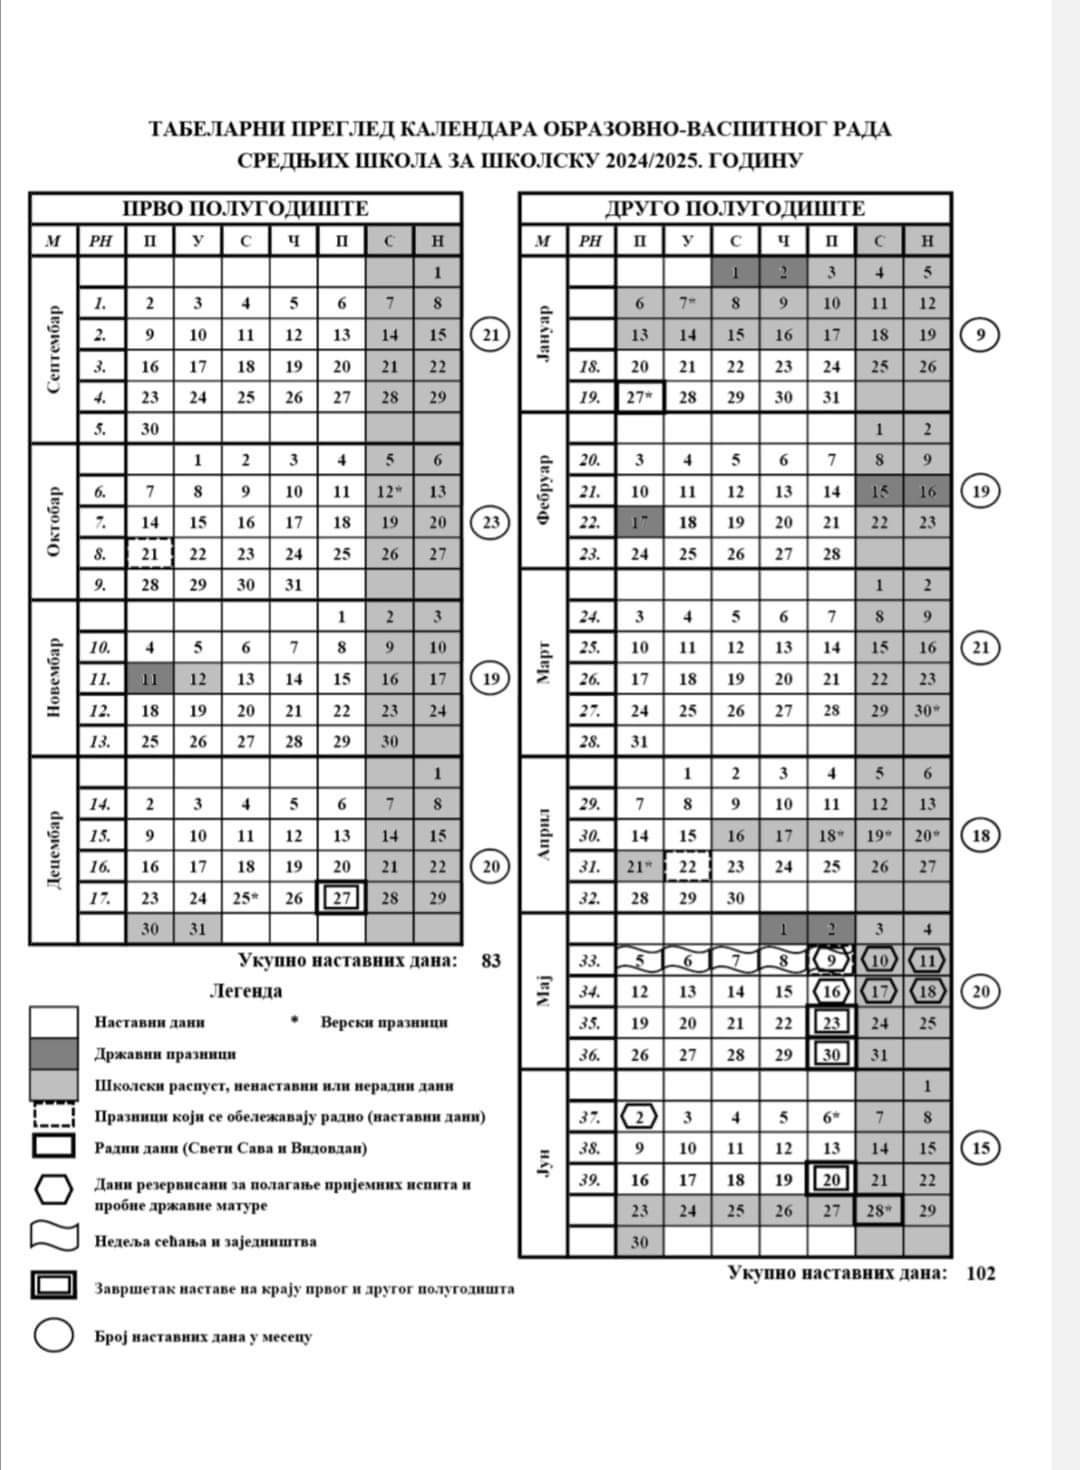 ТАБЕЛАРНИ ПРЕГЛЕД КАЛЕНДАРА ОБРАЗОВНО-ВАСПИТНОГ РАДА
СРЕДЊИХ ШКОЛА ЗА ШКОЛСКУ 2024/2025. ГОДИНУ
ПРВО ПОЛУГОДИШТЕ
М РН П У С Ч П С Н
Септембар
1
1. 2 3 4 5 6 7 8
2. 9 10 11 12 13 14 15 21
3. 16 17 18 19 20 21 22
4. 23 24 25 26 27 28 29
5. 30
Октобар
1 2 3 4 5 6
6. 7 8 9 10 11 12* 13
7. 14 15 16 17 18 19 20 23
8. 21 22 23 24 25 26 27
9. 28 29 30 31
Новембар
1 2 3
10. 4 5 6 7 8 9 10
11. 11 12 13 14 15 16 17 19
12. 18 19 20 21 22 23 24
13. 25 26 27 28 29 30
Децембар
1
14. 2 3 4 5 6 7 8
15. 9 10 11 12 13 14 15
16. 16 17 18 19 20 21 22 20
17. 23 24 25* 26 27 28 29
30 31
Укупно наставних дана: 83
Легенда
Наставни дани * Верски празници
Државни празници
Школски распуст, ненаставни или нерадни дани
Празници који се обележавају радно (наставни дани)
Радни дани (Свети Сава и Видовдан)
Дани резервисани за полагање пријемних испита и
пробне државне матуре
Недеља сећања и заједништва
Завршетак наставе на крају првог и другог полугодишта
Број наставних дана у месецу
ДРУГО ПОЛУГОДИШТЕ
М РН П У С Ч П С Н
Јануар
1 2 3 4 5
6 7* 8 9 10 11 12
13 14 15 16 17 18 19 9
18. 20 21 22 23 24 25 26
19. 27* 28 29 30 31
Фебруар
1 2
20. 3 4 5 6 7 8 9
21. 10 11 12 13 14 15 16 19
22. 17 18 19 20 21 22 23
23. 24 25 26 27 28
Март
1 2
24. 3 4 5 6 7 8 9
25. 10 11 12 13 14 15 16 21
26. 17 18 19 20 21 22 23
27. 24 25 26 27 28 29 30*
28. 31
Април
1 2 3 4 5 6
29. 7 8 9 10 11 12 13
30. 14 15 16 17 18* 19* 20* 18
31. 21* 22 23 24 25 26 27
32. 28 29 30
Мај
1 2 3 4
33. 5 6 7 8 9 10 11
34. 12 13 14 15 16 17 18 20
35. 19 20 21 22 23 24 25
36. 26 27 28 29 30 31
Јун
1
37. 2 3 4 5 6* 7 8
38. 9 10 11 12 13 14 15 15
39. 16 17 18 19 20 21 22
23 24 25 26 27 28* 29
30
Укупно наставних дана: 102